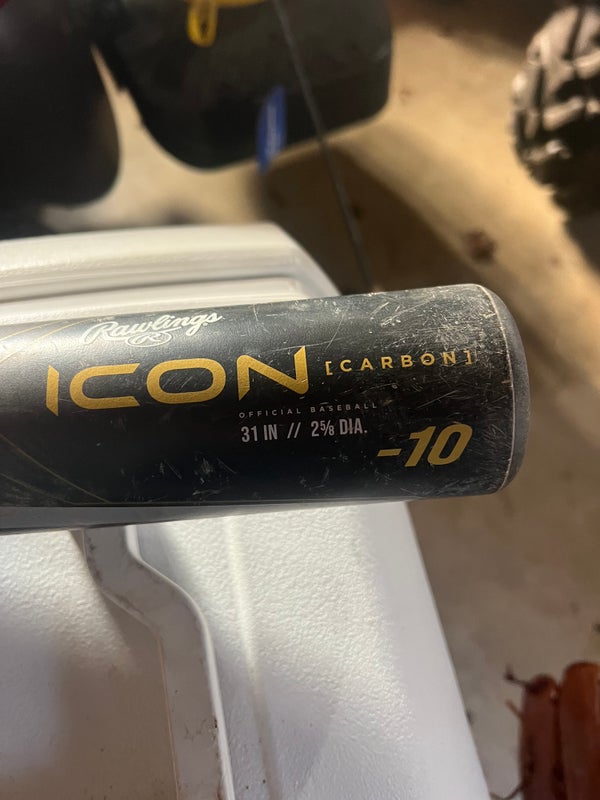 Rawlings
R
ICON [CARBON]
OFFICIAL BASEBALL
31 IN // 2⅝ DIA.
-10